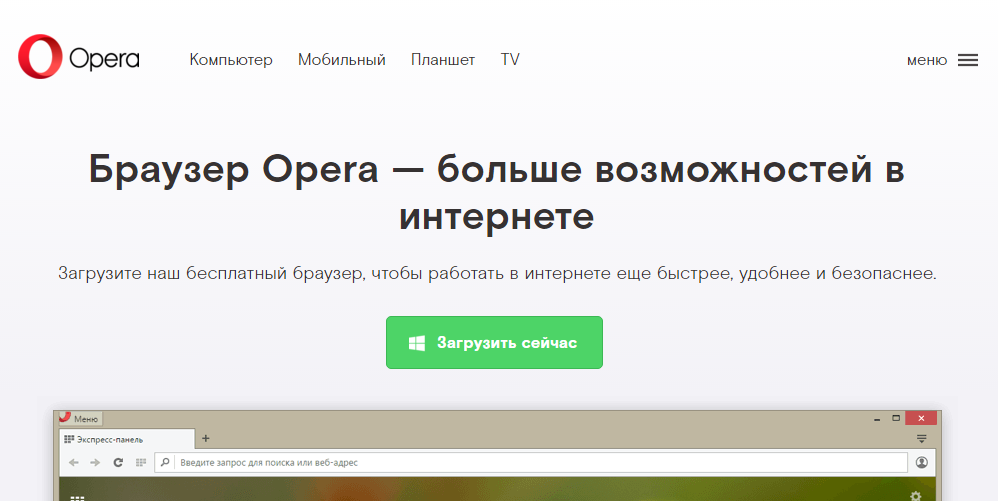 Opera
Компьютер Мобильный Планшет TV
меню
Браузер Opera — больше возможностей в
интернете
Загрузите наш бесплатный браузер, чтобы работать в интернете еще быстрее, удобнее и безопаснее.
Загрузить сейчас
Меню
Экспресс-панель
Введите запрос для поиска или веб-адрес